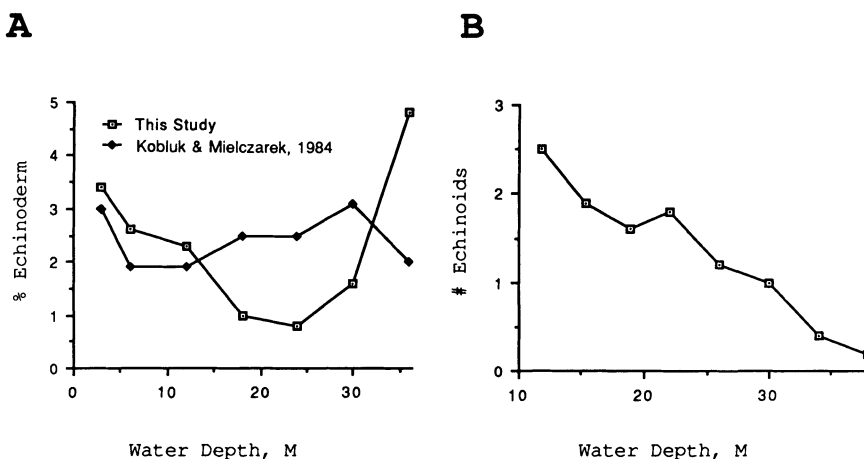 A
B
5
4
3
2
1
0
% Echinoderm
This Study
Kobluk & Mielczarek, 1984
0
10
20
30
Water Depth, M
3
2
1
0
# Echinoids
10
20
30
Water Depth, M